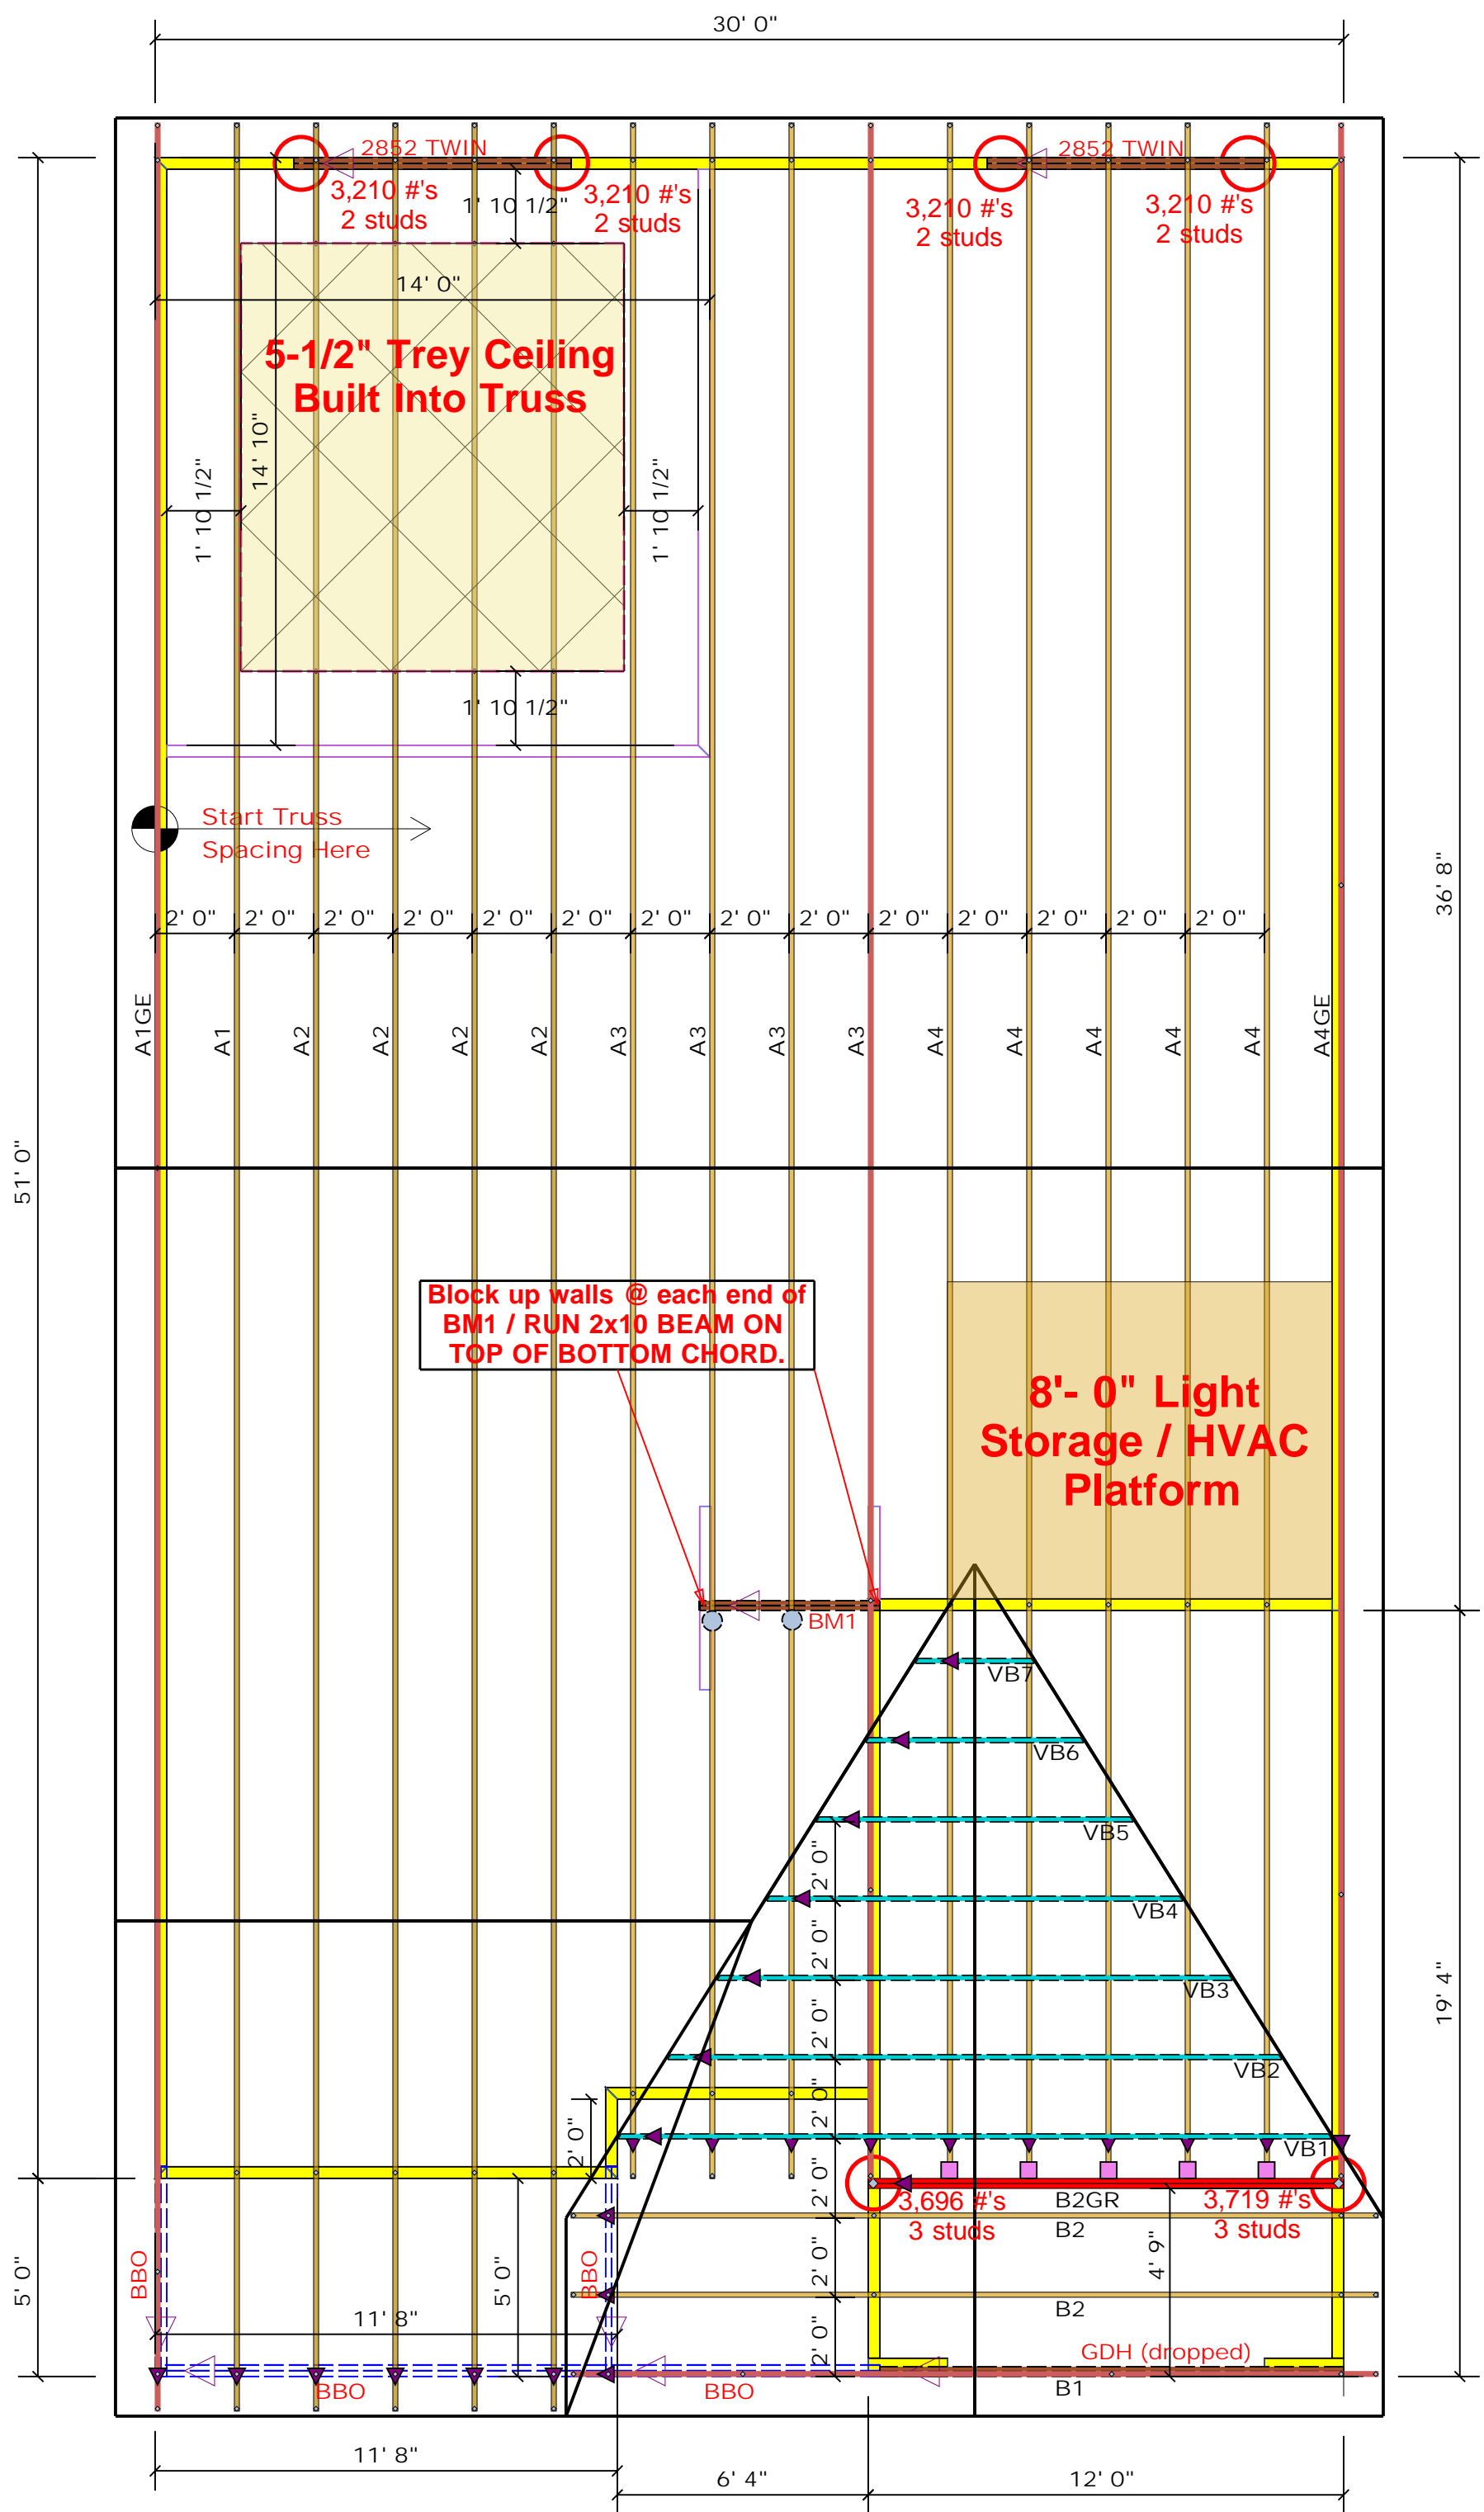 30' 0"
2852 TWIN
2852 TWIN
3,210 #'s
2 studs
1' 10 1/2"
3,210 #'s
2 studs
3,210 #'s
2 studs
3,210 #'s
2 studs
14' 0"
5-1/2" Trey Ceiling
Built Into Truss
14' 10"
1' 10 1/2"
1' 10 1/2"
1' 10 1/2"
Start Truss
Spacing Here
36' 8"
2' 0"
2' 0"
2' 0"
2' 0"
2' 0"
2' 0"
2' 0"
2' 0"
2' 0"
2' 0"
2' 0"
2' 0"
2' 0"
2' 0"
A1GE
A1
A2
A2
A2
A2
A3
A3
A3
A3
A4
A4
A4
A4
A4
A4GE
51' 0"
Block up walls @ each end of
BM1 / RUN 2x10 BEAM ON
TOP OF BOTTOM CHORD.
8'- 0" Light
Storage / HVAC
Platform
BM1
VB7
VB6
VB5
2' 0"
VB4
2' 0"
VB3
19' 4"
2' 0"
VB2
2' 0"
2' 0"
VB1
2' 0"
3,696 #'s
3 studs
B2GR
3,719 #'s
3 studs
B2
5' 0"
BBO
5' 0"
BBO
2' 0"
4' 9"
B2
11' 8"
2' 0"
GDH (dropped)
BBO
BBO
B1
11' 8"
6' 4"
12' 0"